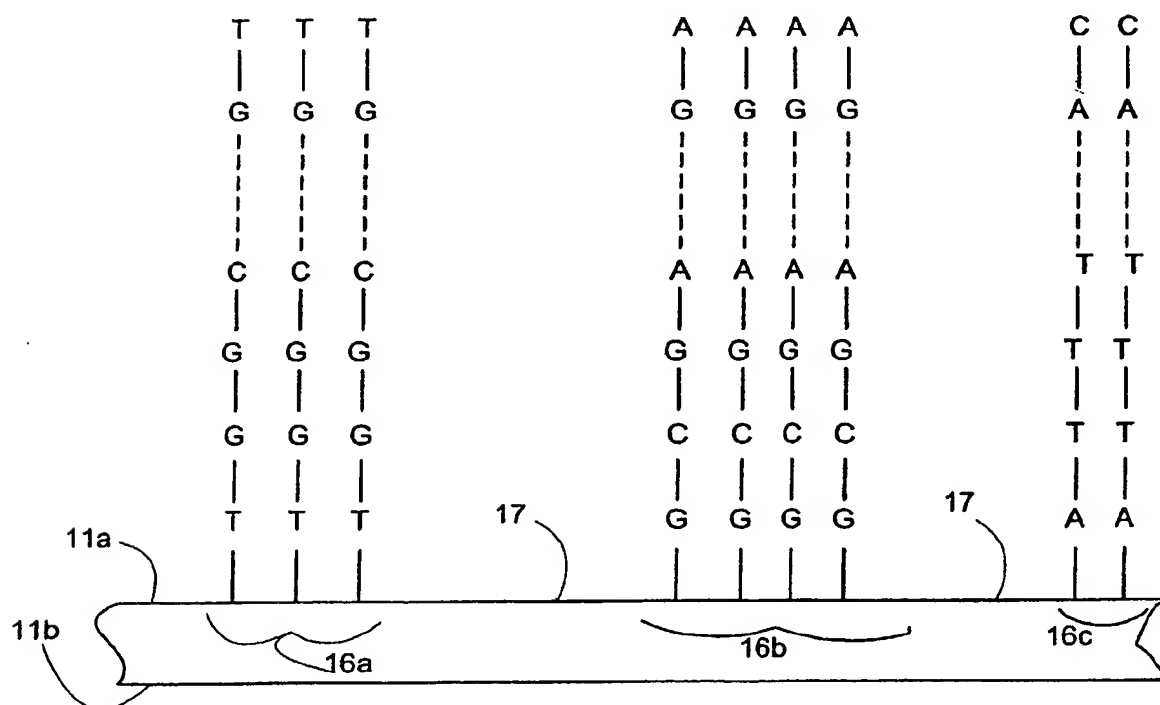 T T T A A A A C C
G G G G G G G A A
C C C A A A A T T
G G G G G G G T T
G G G C C C C T T
T T T G G G G A A
11a 17 17
11b 16a 16b 16c